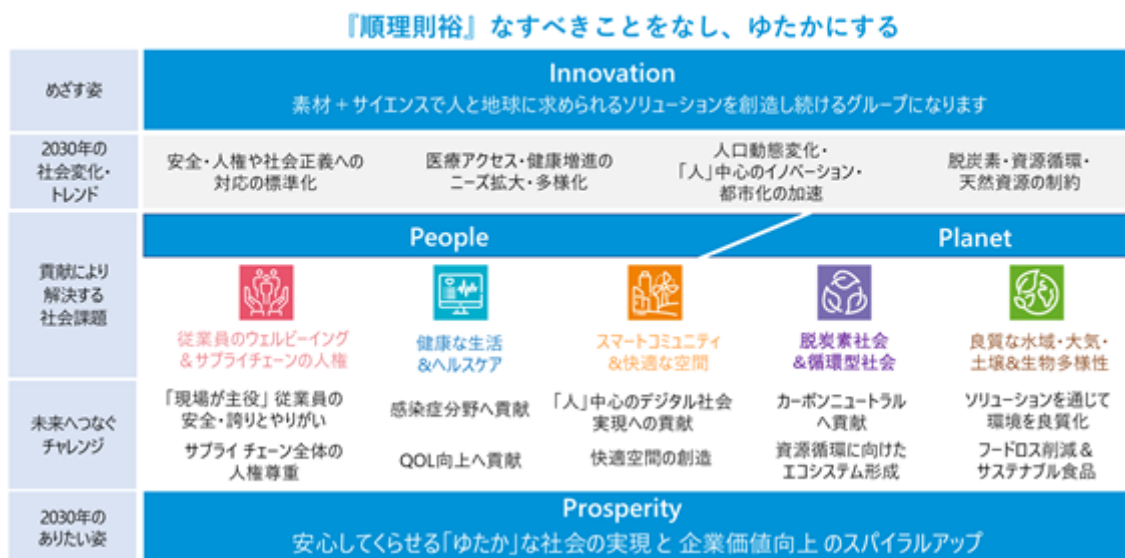 『順理則裕』なすべきことをなし、ゆたかにする
めざす姿
Innovation
素材+サイエンスで人と地球に求められるソリューションを創造し続けるグループになります
2030年の
社会変化・
トレンド
安全・人権や社会正義への
対応の標準化
医療アクセス・健康増進の
ニーズ拡大・多様化
人口動態変化・
「人」中心のイノベーション・
都市化の加速
脱炭素・資源循環・
天然資源の制約
貢献により
解決する
社会課題
People
Planet
従業員のウェルビーイング
&サプライチェーンの人権
健康な生活
&ヘルスケア
スマートコミュニティ
&快適な空間
脱炭素社会
&循環型社会
良質な水域・大気・
土壌&生物多様性
未来へつなぐ
チャレンジ
「現場が主役」従業員の
安全・誇りとやりがい
サプライチェーン全体の
人権尊重
感染症分野へ貢献
QOL向上へ貢献
「人」中心のデジタル社会
実現への貢献
快適空間の創造
カーボンニュートラル
へ貢献
資源循環に向けた
エコシステム形成
ソリューションを通じて
環境を良質化
フードロス削減&
サステナブル食品
2030年の
ありたい姿
Prosperity
安心してくらせる「ゆたか」な社会の実現と 企業価値向上 のスパイラルアップ